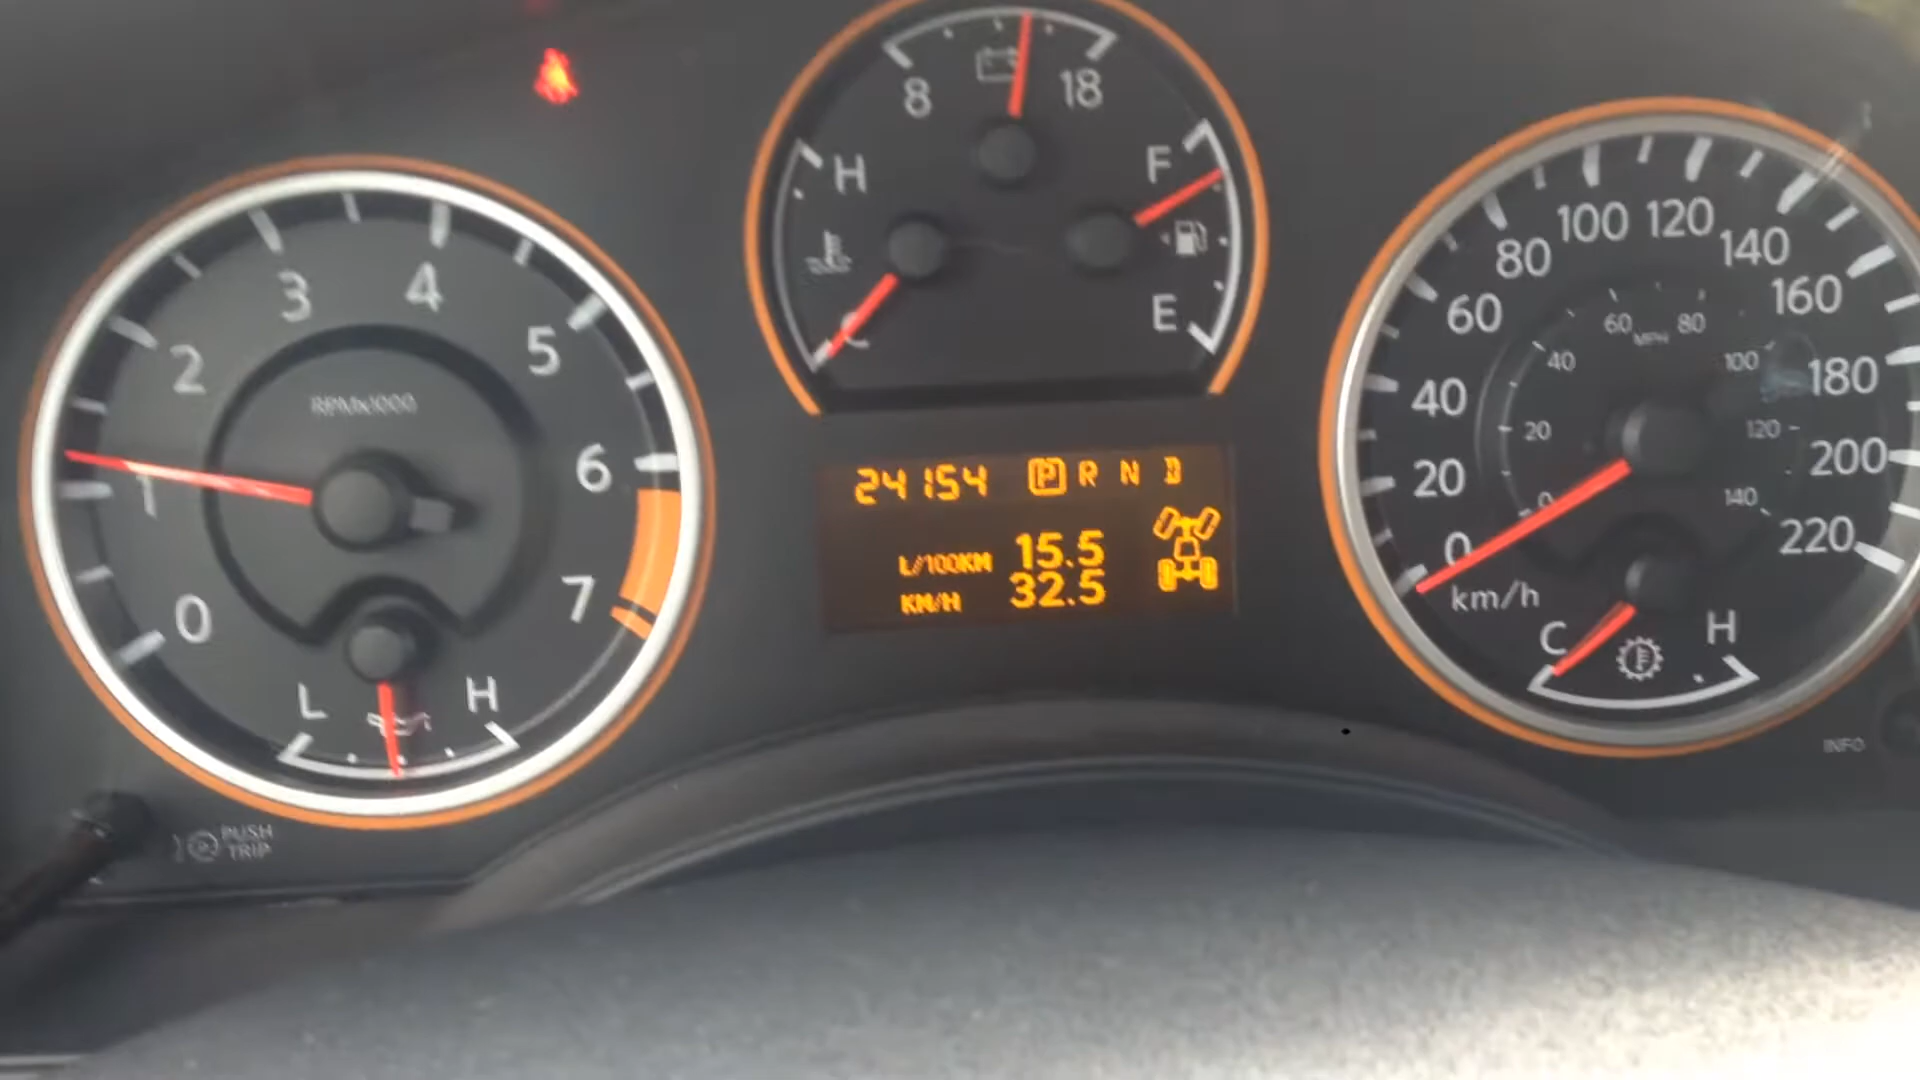 8 18
H
C
F
E
0 1 2 3 4 5 6 7
RPMx1000
L H
PUSH
TRIP
24154 P R N D
L/100KM 15.5
KM/H 32.5
0 20 40 60 80 100 120 140 160 180 200 220
km/h
0 20 40 60 80 100 120 140
MPH
C H
INFO